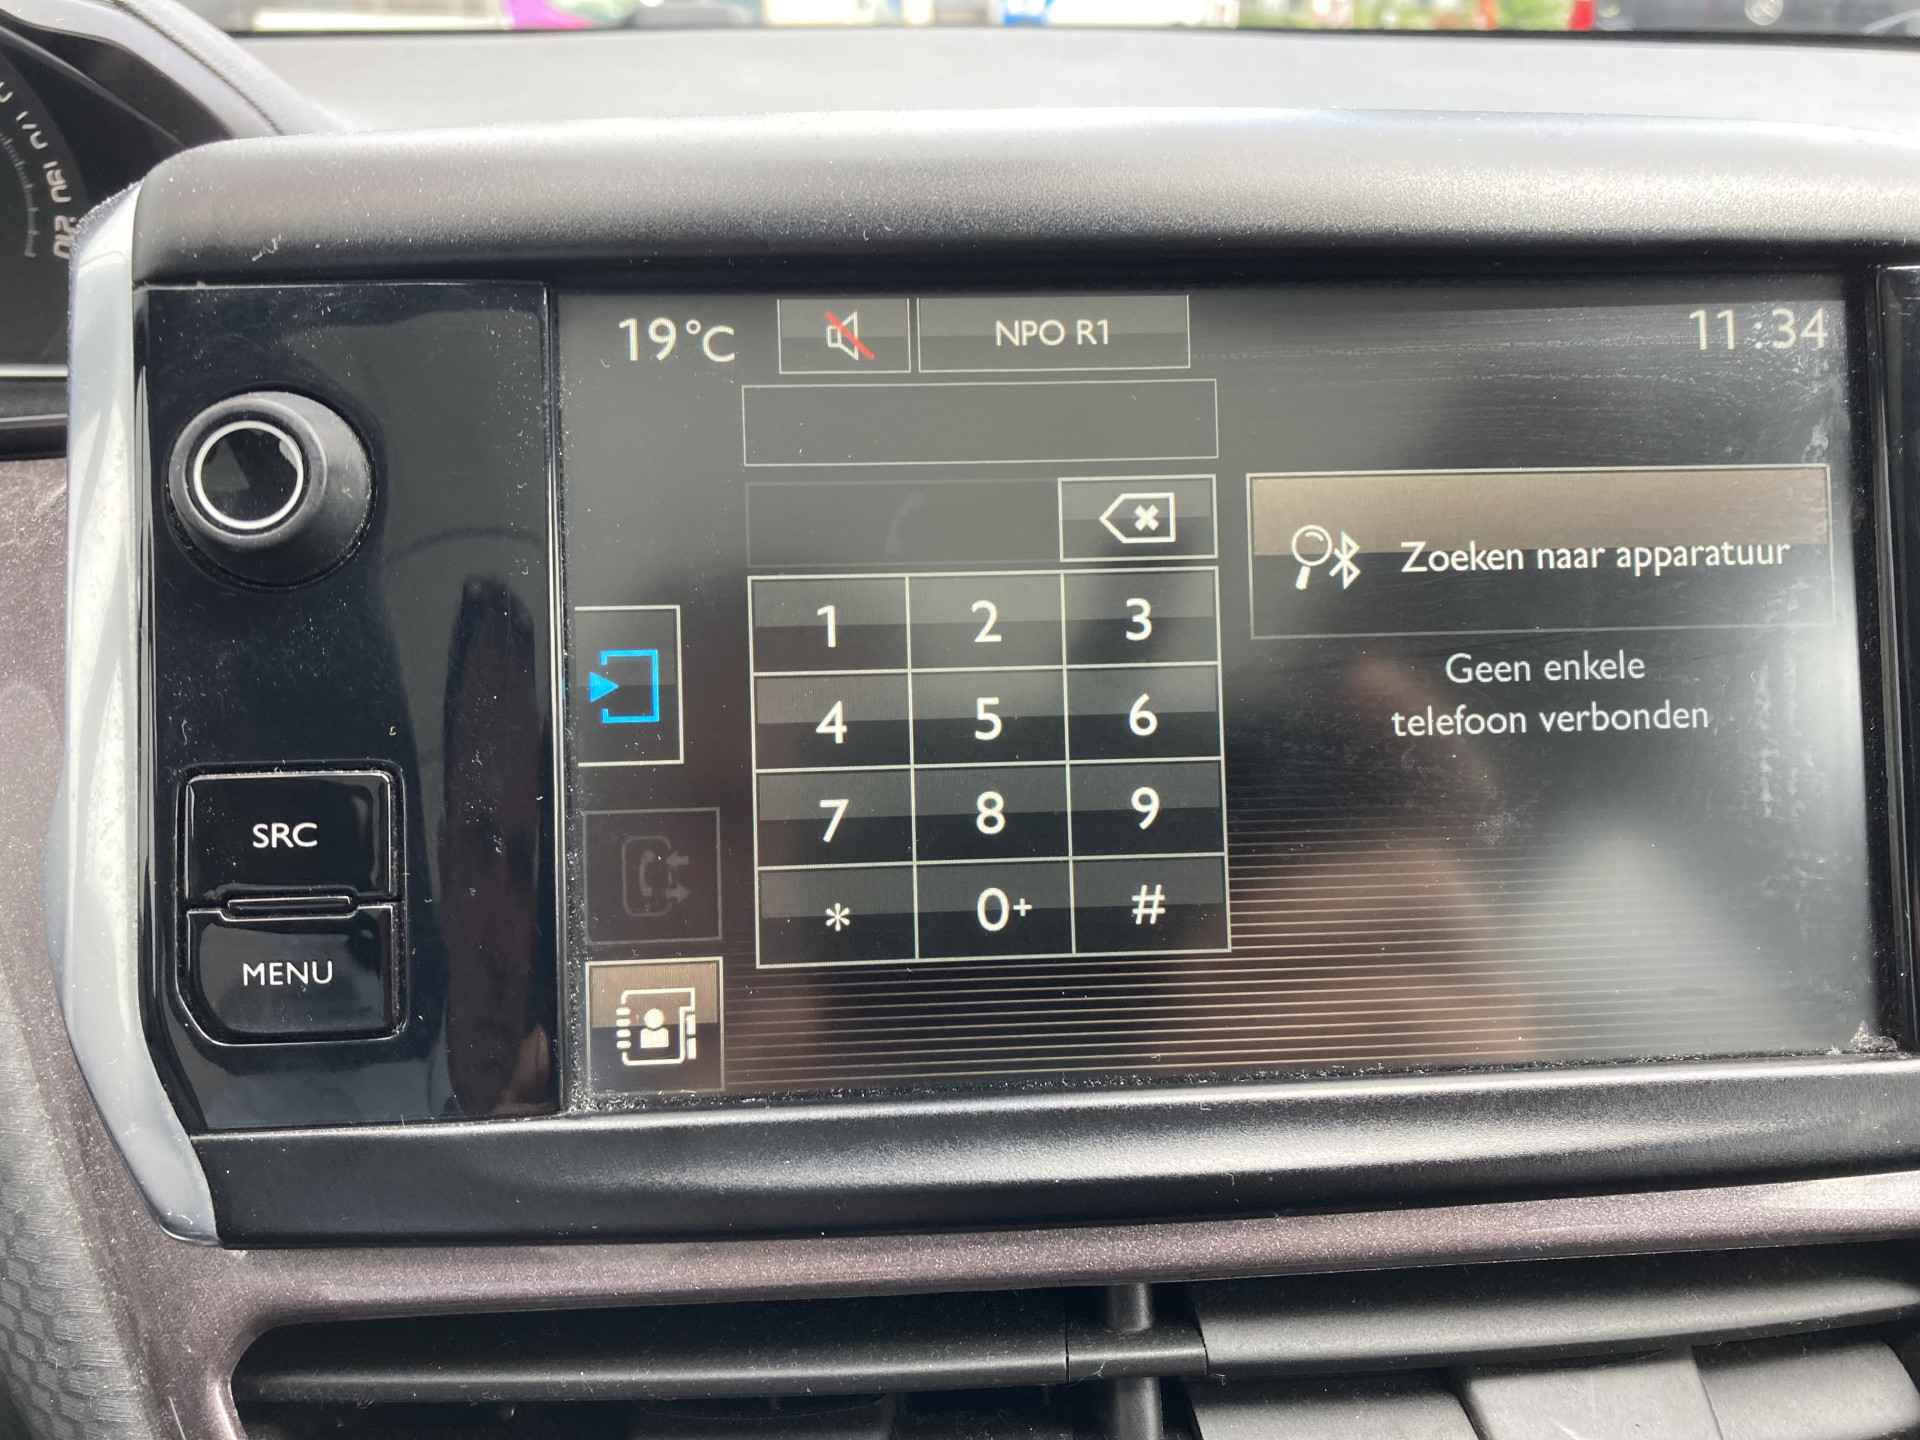 19°C
NPO R1
11:34
Zoeken naar apparatuur
Geen enkele
telefoon verbonden
1 2 3
4 5 6
7 8 9
* 0+ #
SRC
MENU